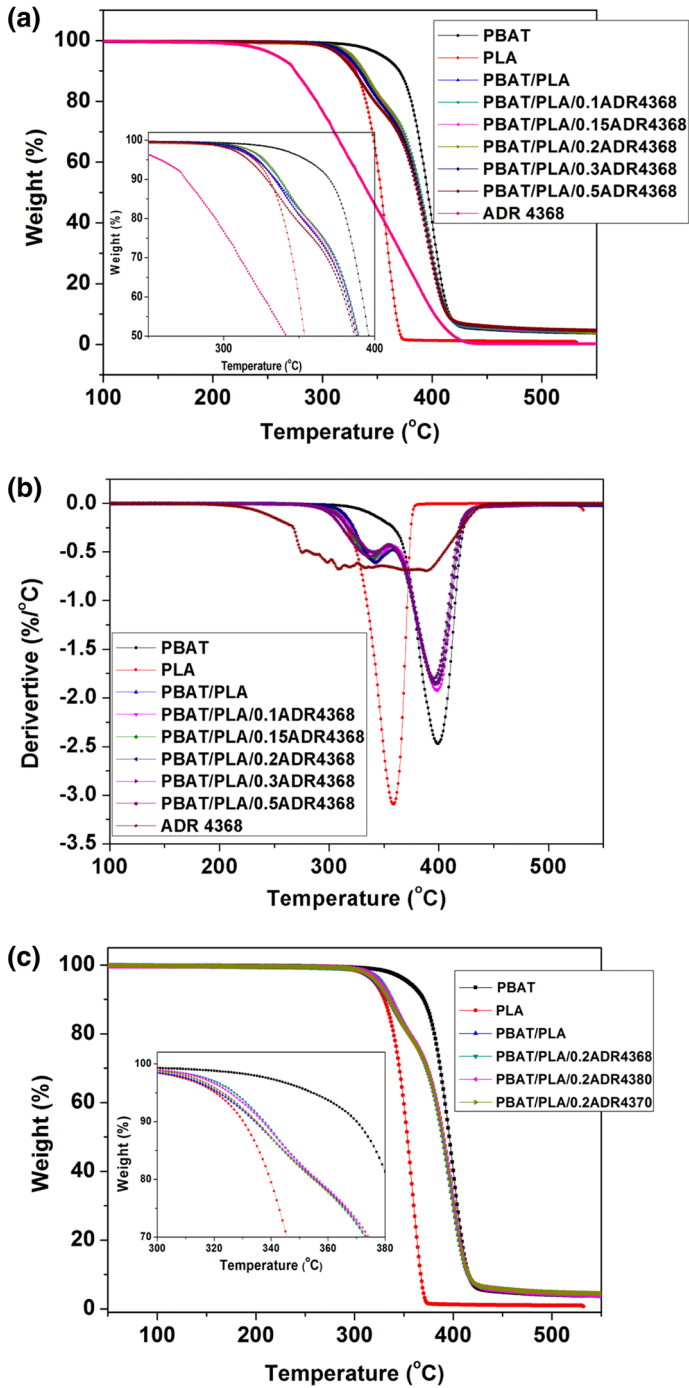 (a)
100
80
60
40
20
0
Weight (%)
100
200
300
400
500
Temperature (°C)
PBAT
PLA
PBAT/PLA
PBAT/PLA/0.1ADR4368
PBAT/PLA/0.15ADR4368
PBAT/PLA/0.2ADR4368
PBAT/PLA/0.3ADR4368
PBAT/PLA/0.5ADR4368
ADR 4368
100
90
80
70
60
50
Weight (%)
300
400
Temperature (°C)
(b)
0.0
-0.5
-1.0
-1.5
-2.0
-2.5
-3.0
-3.5
Derivertive (%/°C)
PBAT
PLA
PBAT/PLA
PBAT/PLA/0.1ADR4368
PBAT/PLA/0.15ADR4368
PBAT/PLA/0.2ADR4368
PBAT/PLA/0.3ADR4368
PBAT/PLA/0.5ADR4368
ADR 4368
100
200
300
400
500
Temperature (°C)
(c)
100
80
60
40
20
0
Weight (%)
PBAT
PLA
PBAT/PLA
PBAT/PLA/0.2ADR4368
PBAT/PLA/0.2ADR4380
PBAT/PLA/0.2ADR4370
100
90
80
70
Weight (%)
300
320
340
360
380
Temperature (°C)
100
200
300
400
500
Temperature (°C)